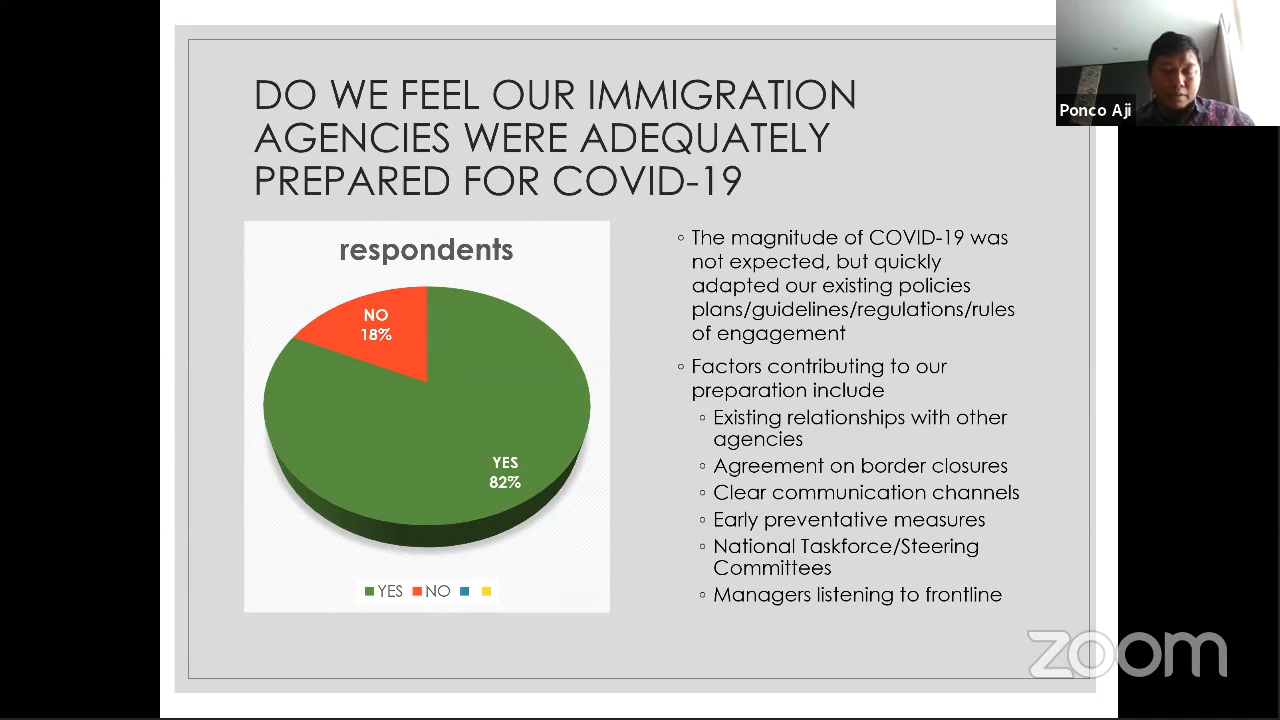 DO WE FEEL OUR IMMIGRATION
AGENCIES WERE ADEQUATELY
PREPARED FOR COVID-19
Ponco Aji
respondents
NO
18%
YES
82%
YES NO
◦ The magnitude of COVID-19 was
not expected, but quickly
adapted our existing policies
plans/guidelines/regulations/rules
of engagement
◦ Factors contributing to our
preparation include
◦ Existing relationships with other
agencies
◦ Agreement on border closures
◦ Clear communication channels
◦ Early preventative measures
◦ National Taskforce/Steering
Committees
◦ Managers listening to frontline
zoom